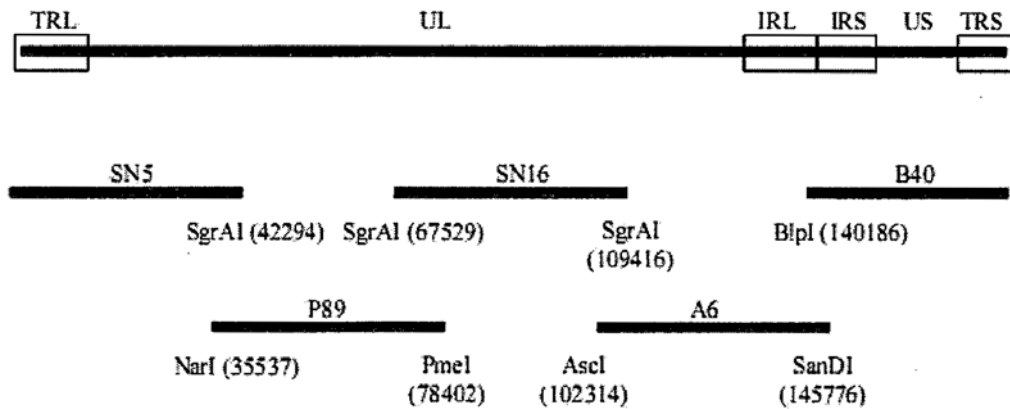 TRL UL IRL IRS US TRS
SN5 SN16 B40
SgrAI (42294) SgrAI (67529) SgrAI (109416) BlpI (140186)
P89 A6
NarI (35537) PmeI (78402) AscI (102314) SanDI (145776)